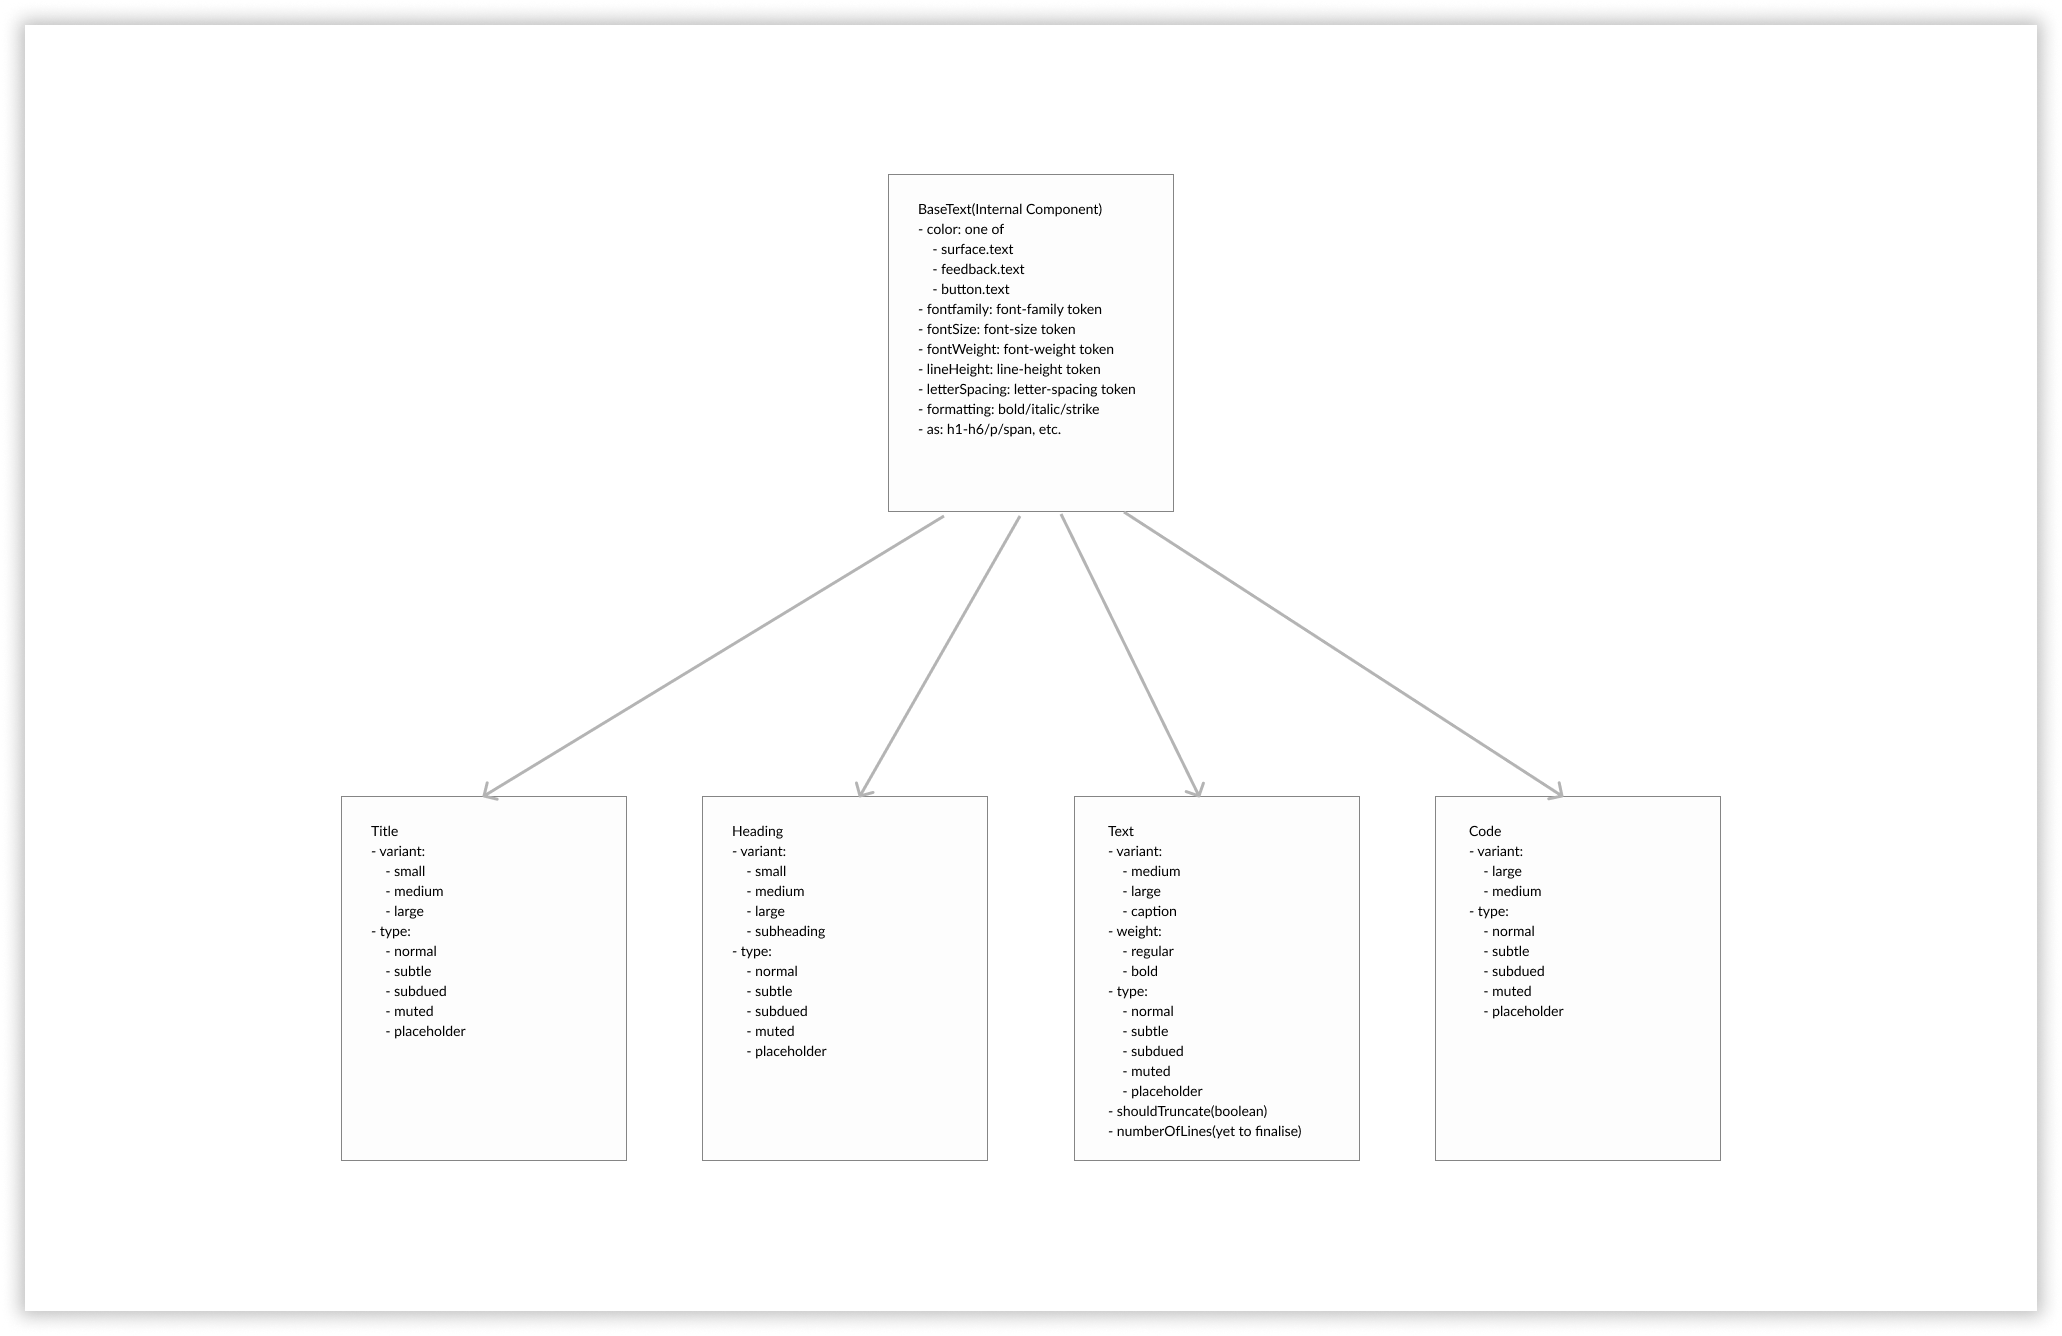 BaseText(Internal Component)
- color: one of
- surface.text
- feedback.text
- button.text
- fontfamily: font-family token
- fontSize: font-size token
- fontWeight: font-weight token
- lineHeight: line-height token
- letterSpacing: letter-spacing token
- formatting: bold/italic/strike
- as: h1-h6/p/span, etc.
Title
- variant:
- small
- medium
- large
- type:
- normal
- subtle
- subdued
- muted
- placeholder
Heading
- variant:
- small
- medium
- large
- subheading
- type:
- normal
- subtle
- subdued
- muted
- placeholder
Text
- variant:
- medium
- large
- caption
- weight:
- regular
- bold
- type:
- normal
- subtle
- subdued
- muted
- placeholder
- shouldTruncate(boolean)
- numberOfLines(yet to finalise)
Code
- variant:
- large
- medium
- type:
- normal
- subtle
- subdued
- muted
- placeholder